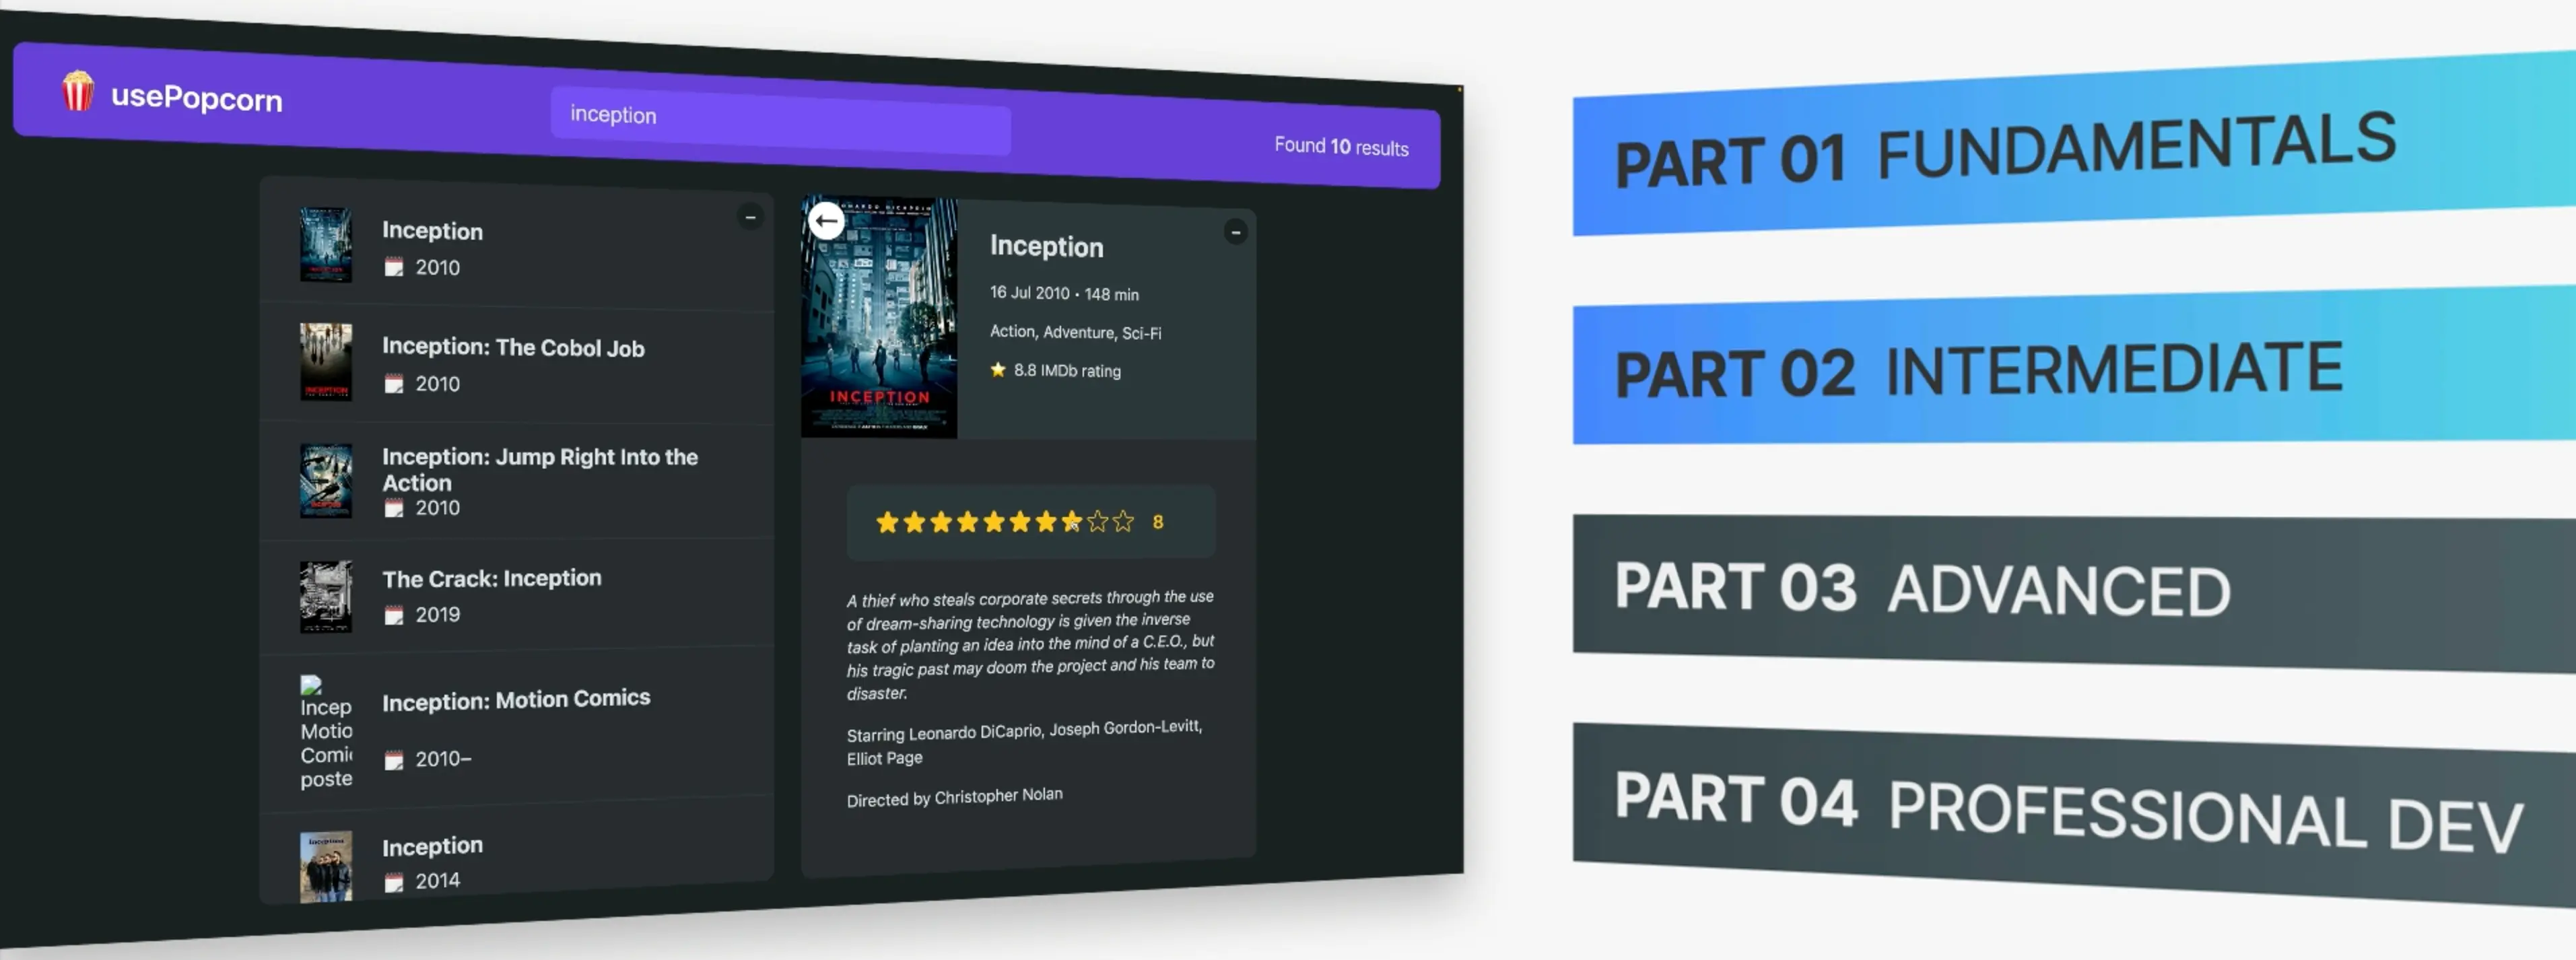 usePopcorn
inception
Found 10 results
Inception
2010
Inception: The Cobol Job
2010
Inception: Jump Right Into the
Action
2010
The Crack: Inception
2019
Incep
Motio
Comi
poste
Inception: Motion Comics
2010–
Inception
2014
INCEPTION
Inception
16 Jul 2010 • 148 min
Action, Adventure, Sci-Fi
8.8 IMDb rating
8
A thief who steals corporate secrets through the use
of dream-sharing technology is given the inverse
task of planting an idea into the mind of a C.E.O., but
his tragic past may doom the project and his team to
disaster.
Starring Leonardo DiCaprio, Joseph Gordon-Levitt,
Elliot Page
Directed by Christopher Nolan
PART 01 FUNDAMENTALS
PART 02 INTERMEDIATE
PART 03 ADVANCED
PART 04 PROFESSIONAL DEV